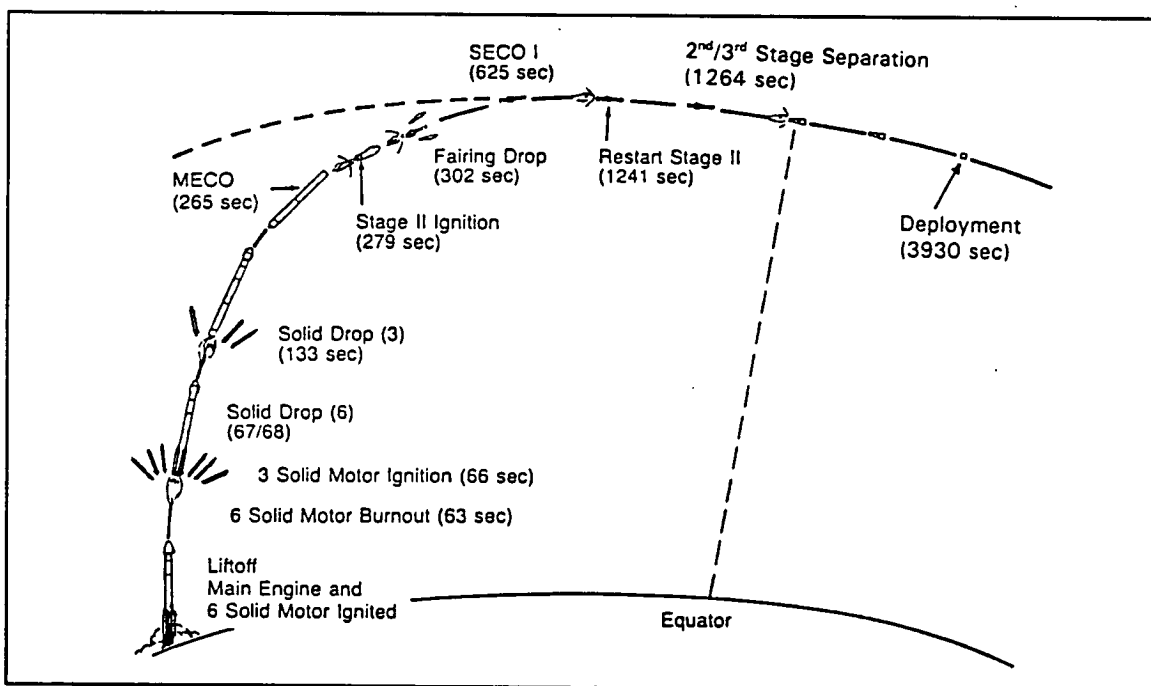 SECO I
(625 sec)
2nd/3rd Stage Separation
(1264 sec)
MECO
(265 sec)
Fairing Drop
(302 sec)
Restart Stage II
(1241 sec)
Stage II Ignition
(279 sec)
Deployment
(3930 sec)
Solid Drop (3)
(133 sec)
Solid Drop (6)
(67/68)
3 Solid Motor Ignition (66 sec)
6 Solid Motor Burnout (63 sec)
Liftoff
Main Engine and
6 Solid Motor Ignited
Equator